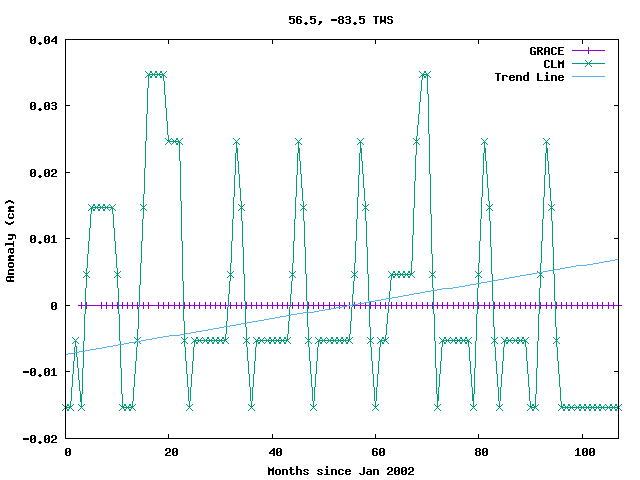 56.5, -83.5 TWS
0.04
0.03
0.02
0.01
0
-0.01
-0.02
Anomaly (cm)
GRACE
CLM
Trend Line
0 20 40 60 80 100
Months since Jan 2002